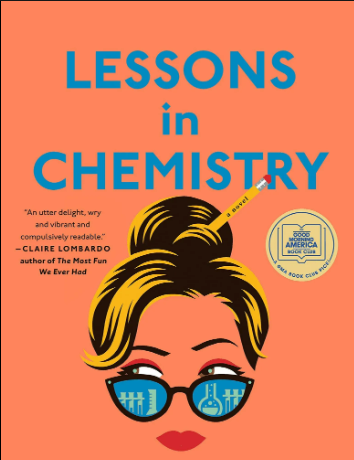 LESSONS
in
CHEMISTRY
a novel
"An utter delight, wry
and vibrant and
compulsively readable."
—CLAIRE LOMBARDO
author of The Most Fun
We Ever Had
GOOD
MORNING
AMERICA
BOOK CLUB
A GMA BOOK CLUB PICK